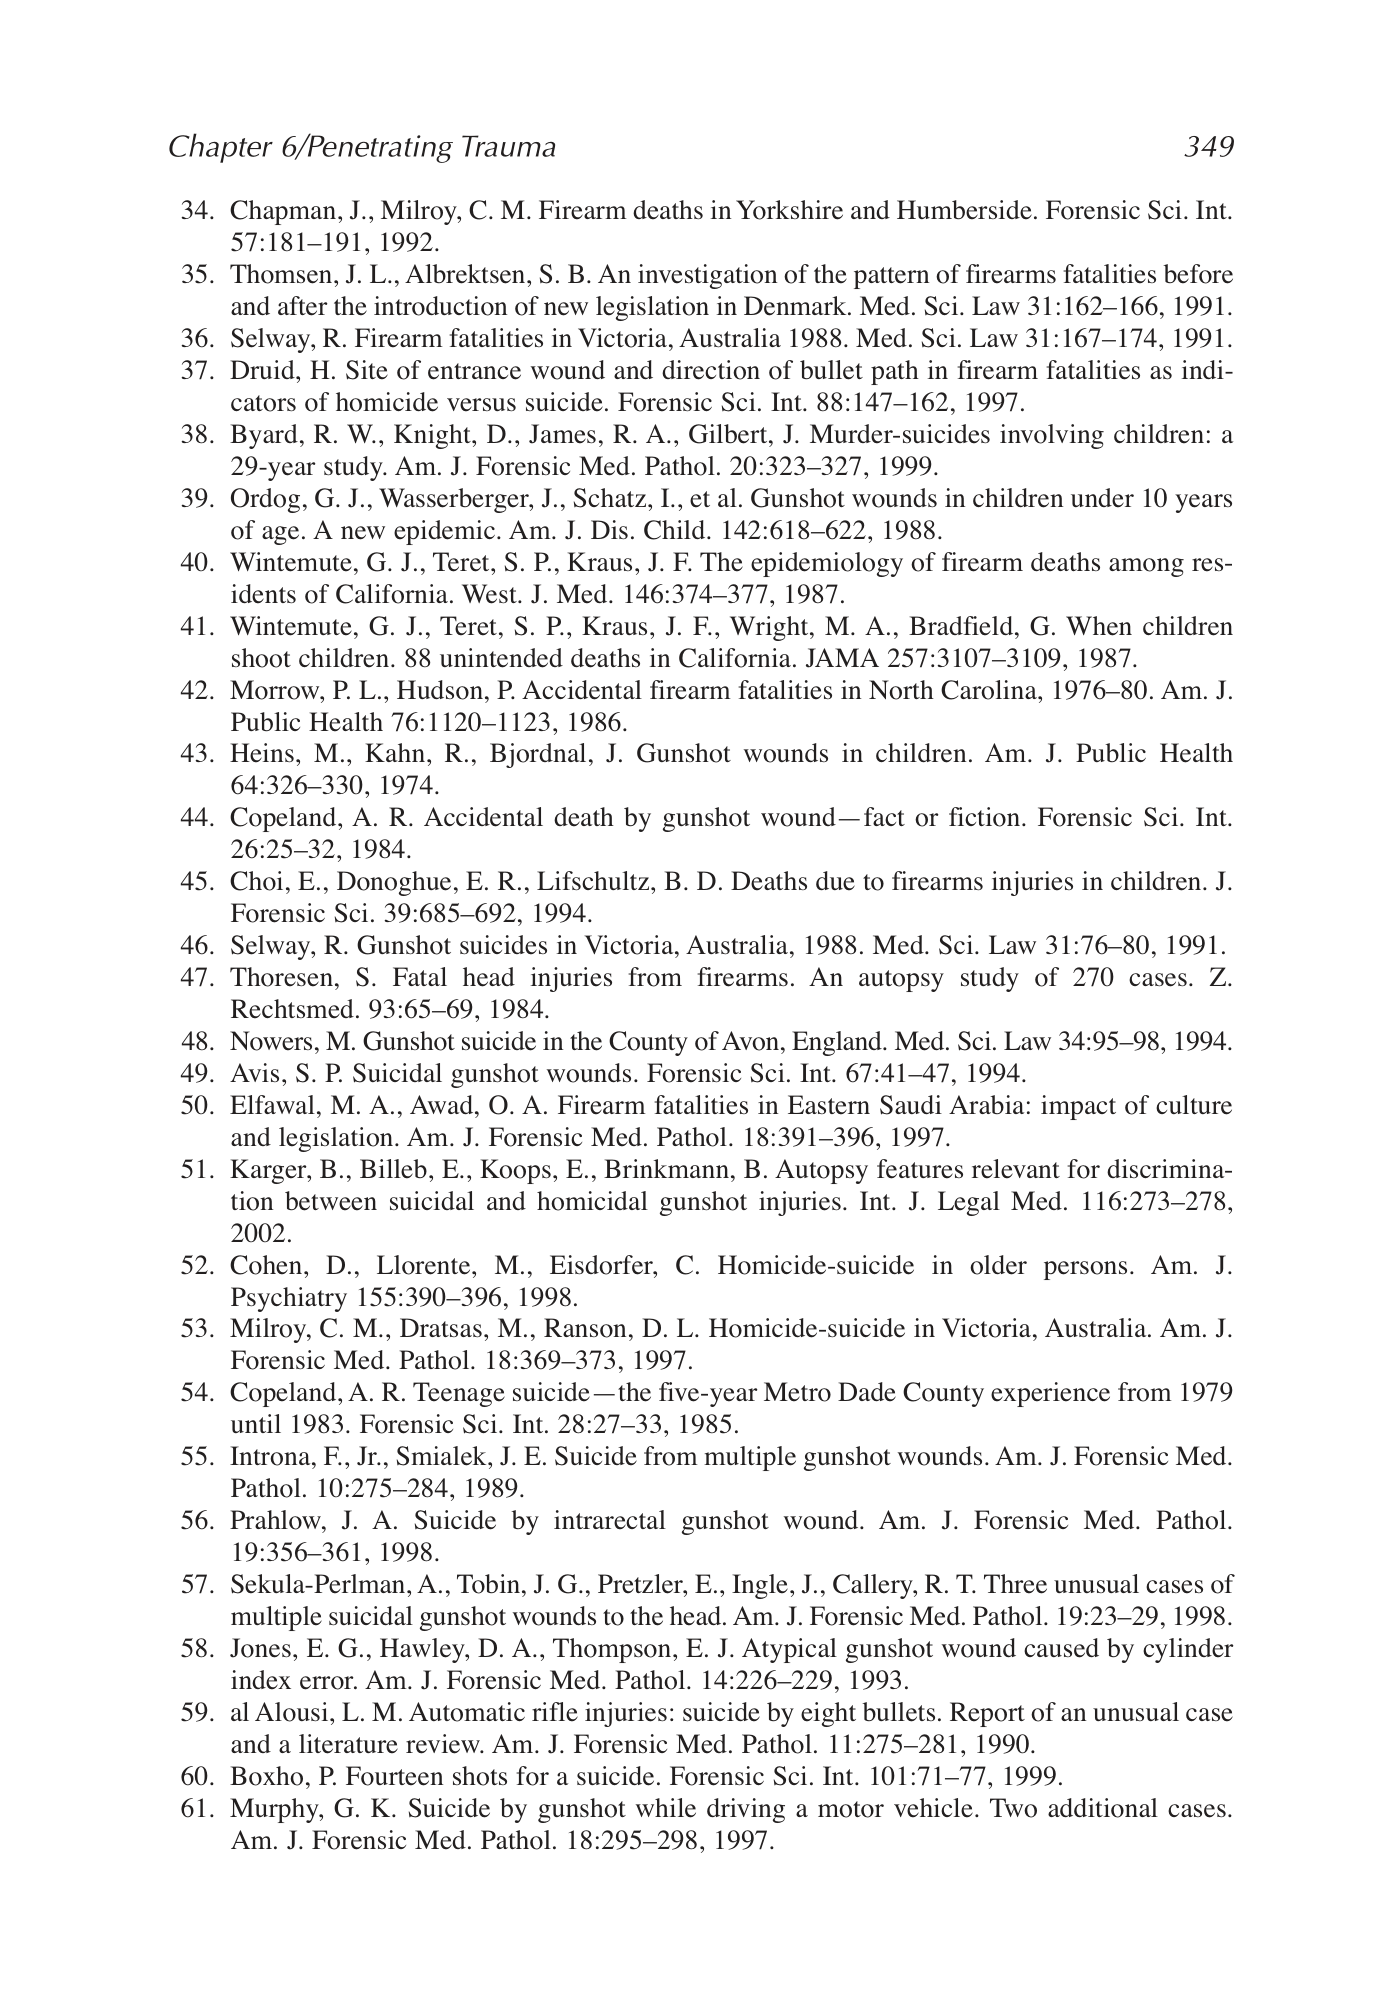 Chapter 6/Penetrating Trauma 349
34. Chapman, J., Milroy, C. M. Firearm deaths in Yorkshire and Humberside. Forensic Sci. Int.
57:181–191, 1992.
35. Thomsen, J. L., Albrektsen, S. B. An investigation of the pattern of firearms fatalities before
and after the introduction of new legislation in Denmark. Med. Sci. Law 31:162–166, 1991.
36. Selway, R. Firearm fatalities in Victoria, Australia 1988. Med. Sci. Law 31:167–174, 1991.
37. Druid, H. Site of entrance wound and direction of bullet path in firearm fatalities as indi-
cators of homicide versus suicide. Forensic Sci. Int. 88:147–162, 1997.
38. Byard, R. W., Knight, D., James, R. A., Gilbert, J. Murder-suicides involving children: a
29-year study. Am. J. Forensic Med. Pathol. 20:323–327, 1999.
39. Ordog, G. J., Wasserberger, J., Schatz, I., et al. Gunshot wounds in children under 10 years
of age. A new epidemic. Am. J. Dis. Child. 142:618–622, 1988.
40. Wintemute, G. J., Teret, S. P., Kraus, J. F. The epidemiology of firearm deaths among res-
idents of California. West. J. Med. 146:374–377, 1987.
41. Wintemute, G. J., Teret, S. P., Kraus, J. F., Wright, M. A., Bradfield, G. When children
shoot children. 88 unintended deaths in California. JAMA 257:3107–3109, 1987.
42. Morrow, P. L., Hudson, P. Accidental firearm fatalities in North Carolina, 1976–80. Am. J.
Public Health 76:1120–1123, 1986.
43. Heins, M., Kahn, R., Bjordnal, J. Gunshot wounds in children. Am. J. Public Health
64:326–330, 1974.
44. Copeland, A. R. Accidental death by gunshot wound—fact or fiction. Forensic Sci. Int.
26:25–32, 1984.
45. Choi, E., Donoghue, E. R., Lifschultz, B. D. Deaths due to firearms injuries in children. J.
Forensic Sci. 39:685–692, 1994.
46. Selway, R. Gunshot suicides in Victoria, Australia, 1988. Med. Sci. Law 31:76–80, 1991.
47. Thoresen, S. Fatal head injuries from firearms. An autopsy study of 270 cases. Z.
Rechtsmed. 93:65–69, 1984.
48. Nowers, M. Gunshot suicide in the County of Avon, England. Med. Sci. Law 34:95–98, 1994.
49. Avis, S. P. Suicidal gunshot wounds. Forensic Sci. Int. 67:41–47, 1994.
50. Elfawal, M. A., Awad, O. A. Firearm fatalities in Eastern Saudi Arabia: impact of culture
and legislation. Am. J. Forensic Med. Pathol. 18:391–396, 1997.
51. Karger, B., Billeb, E., Koops, E., Brinkmann, B. Autopsy features relevant for discrimina-
tion between suicidal and homicidal gunshot injuries. Int. J. Legal Med. 116:273–278,
2002.
52. Cohen, D., Llorente, M., Eisdorfer, C. Homicide-suicide in older persons. Am. J.
Psychiatry 155:390–396, 1998.
53. Milroy, C. M., Dratsas, M., Ranson, D. L. Homicide-suicide in Victoria, Australia. Am. J.
Forensic Med. Pathol. 18:369–373, 1997.
54. Copeland, A. R. Teenage suicide—the five-year Metro Dade County experience from 1979
until 1983. Forensic Sci. Int. 28:27–33, 1985.
55. Introna, F., Jr., Smialek, J. E. Suicide from multiple gunshot wounds. Am. J. Forensic Med.
Pathol. 10:275–284, 1989.
56. Prahlow, J. A. Suicide by intrarectal gunshot wound. Am. J. Forensic Med. Pathol.
19:356–361, 1998.
57. Sekula-Perlman, A., Tobin, J. G., Pretzler, E., Ingle, J., Callery, R. T. Three unusual cases of
multiple suicidal gunshot wounds to the head. Am. J. Forensic Med. Pathol. 19:23–29, 1998.
58. Jones, E. G., Hawley, D. A., Thompson, E. J. Atypical gunshot wound caused by cylinder
index error. Am. J. Forensic Med. Pathol. 14:226–229, 1993.
59. al Alousi, L. M. Automatic rifle injuries: suicide by eight bullets. Report of an unusual case
and a literature review. Am. J. Forensic Med. Pathol. 11:275–281, 1990.
60. Boxho, P. Fourteen shots for a suicide. Forensic Sci. Int. 101:71–77, 1999.
61. Murphy, G. K. Suicide by gunshot while driving a motor vehicle. Two additional cases.
Am. J. Forensic Med. Pathol. 18:295–298, 1997.